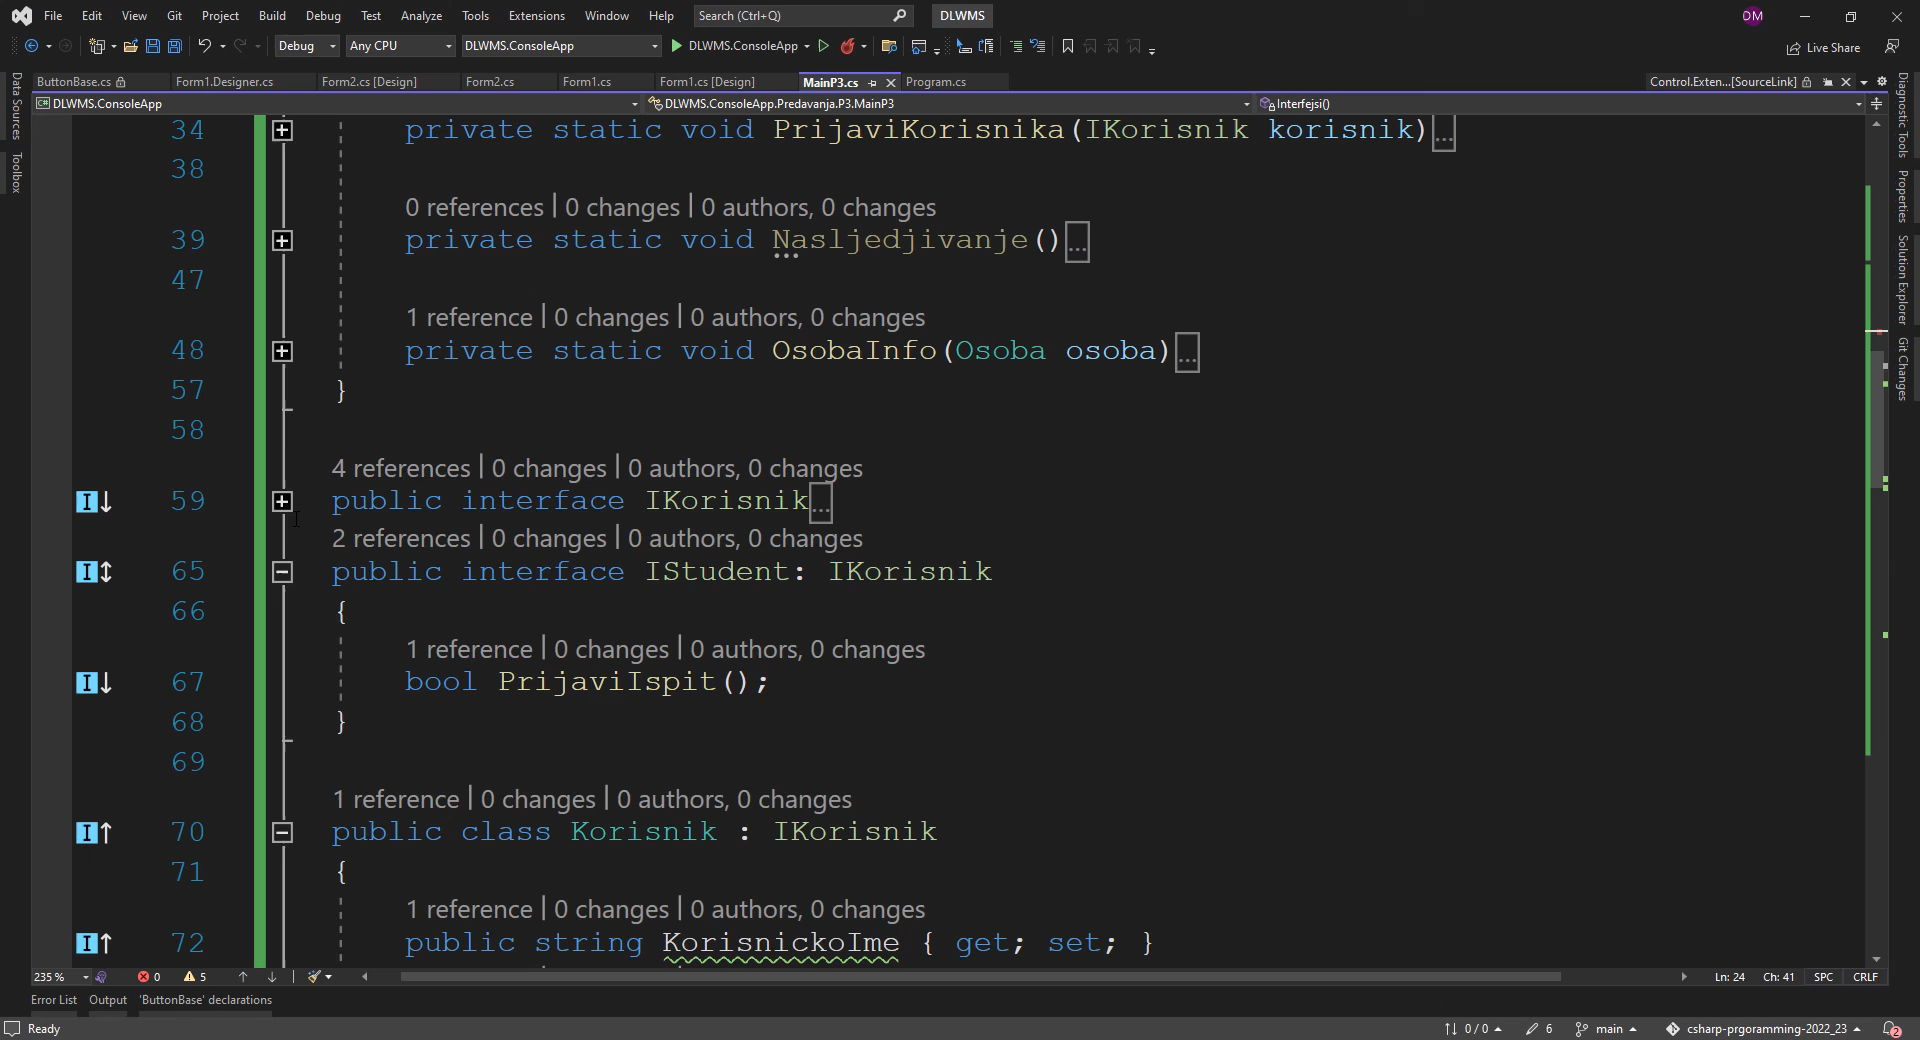 File Edit View Git Project Build Debug Test Analyze Tools Extensions Window Help Search (Ctrl+Q) DLWMS DM
Debug Any CPU DLWMS.ConsoleApp DLWMS.ConsoleApp Live Share
ButtonBase.cs Form1.Designer.cs Form2.cs [Design] Form2.cs Form1.cs Form1.cs [Design] MainP3.cs Program.cs Control.Exten...[SourceLink]
DLWMS.ConsoleApp DLWMS.ConsoleApp.Predavanja.P3.MainP3 Interfejsi()
Data Sources
Toolbox
34 private static void PrijaviKorisnika(IKorisnik korisnik)...
38
0 references | 0 changes | 0 authors, 0 changes
39 private static void Nasljedjivanje()...
47
1 reference | 0 changes | 0 authors, 0 changes
48 private static void OsobaInfo(Osoba osoba)...
57 }
58
4 references | 0 changes | 0 authors, 0 changes
59 public interface IKorisnik...
2 references | 0 changes | 0 authors, 0 changes
65 public interface IStudent: IKorisnik
66 {
1 reference | 0 changes | 0 authors, 0 changes
67 bool PrijaviIspit();
68 }
69
1 reference | 0 changes | 0 authors, 0 changes
70 public class Korisnik : IKorisnik
71 {
1 reference | 0 changes | 0 authors, 0 changes
72 public string KorisnickoIme { get; set; }
Diagnostic Tools
Properties
Solution Explorer
Git Changes
235 % 0 5 Ln: 24 Ch: 41 SPC CRLF
Error List Output 'ButtonBase' declarations
Ready 0 / 0 6 main csharp-prgoramming-2022_23 2